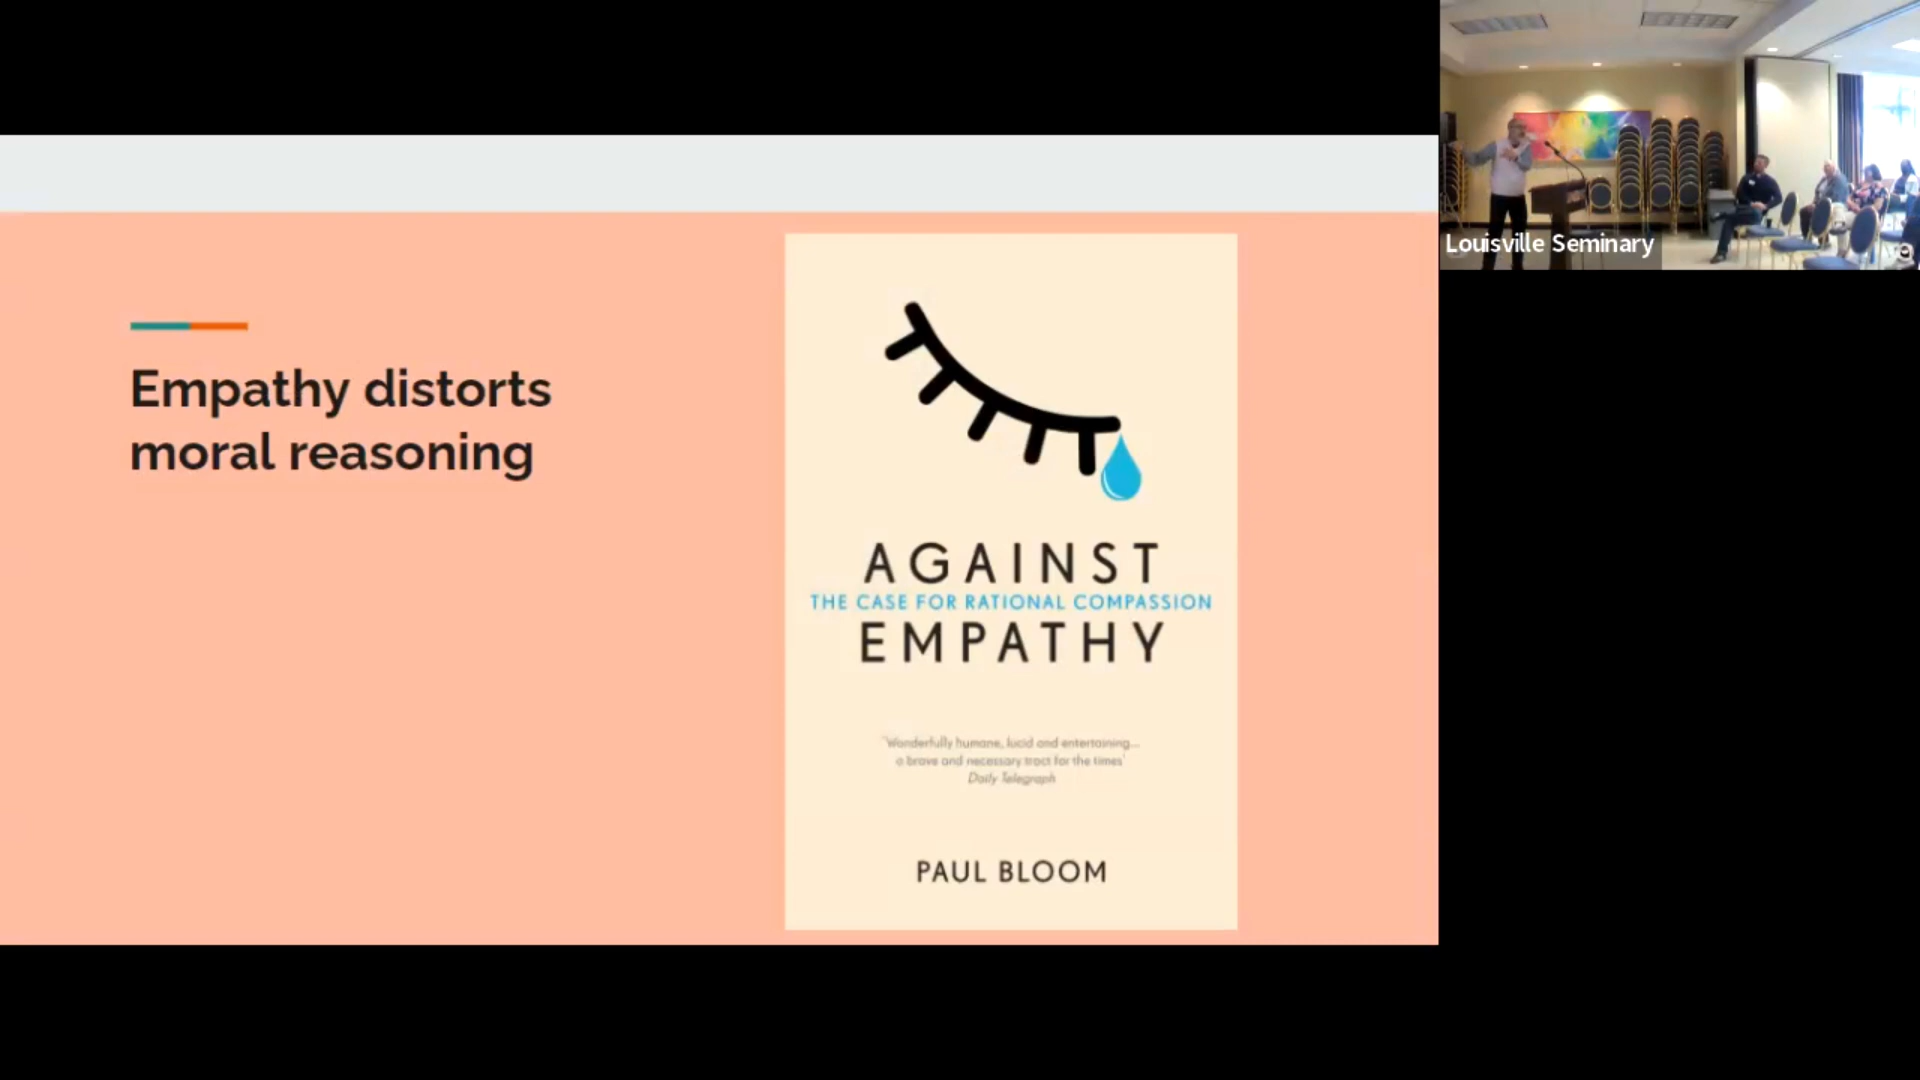 Empathy distorts
moral reasoning
AGAINST
THE CASE FOR RATIONAL COMPASSION
EMPATHY
'Wonderfully humane, lucid and entertaining...
a brave and necessary tract for the times'
Daily Telegraph
PAUL BLOOM
Louisville Seminary